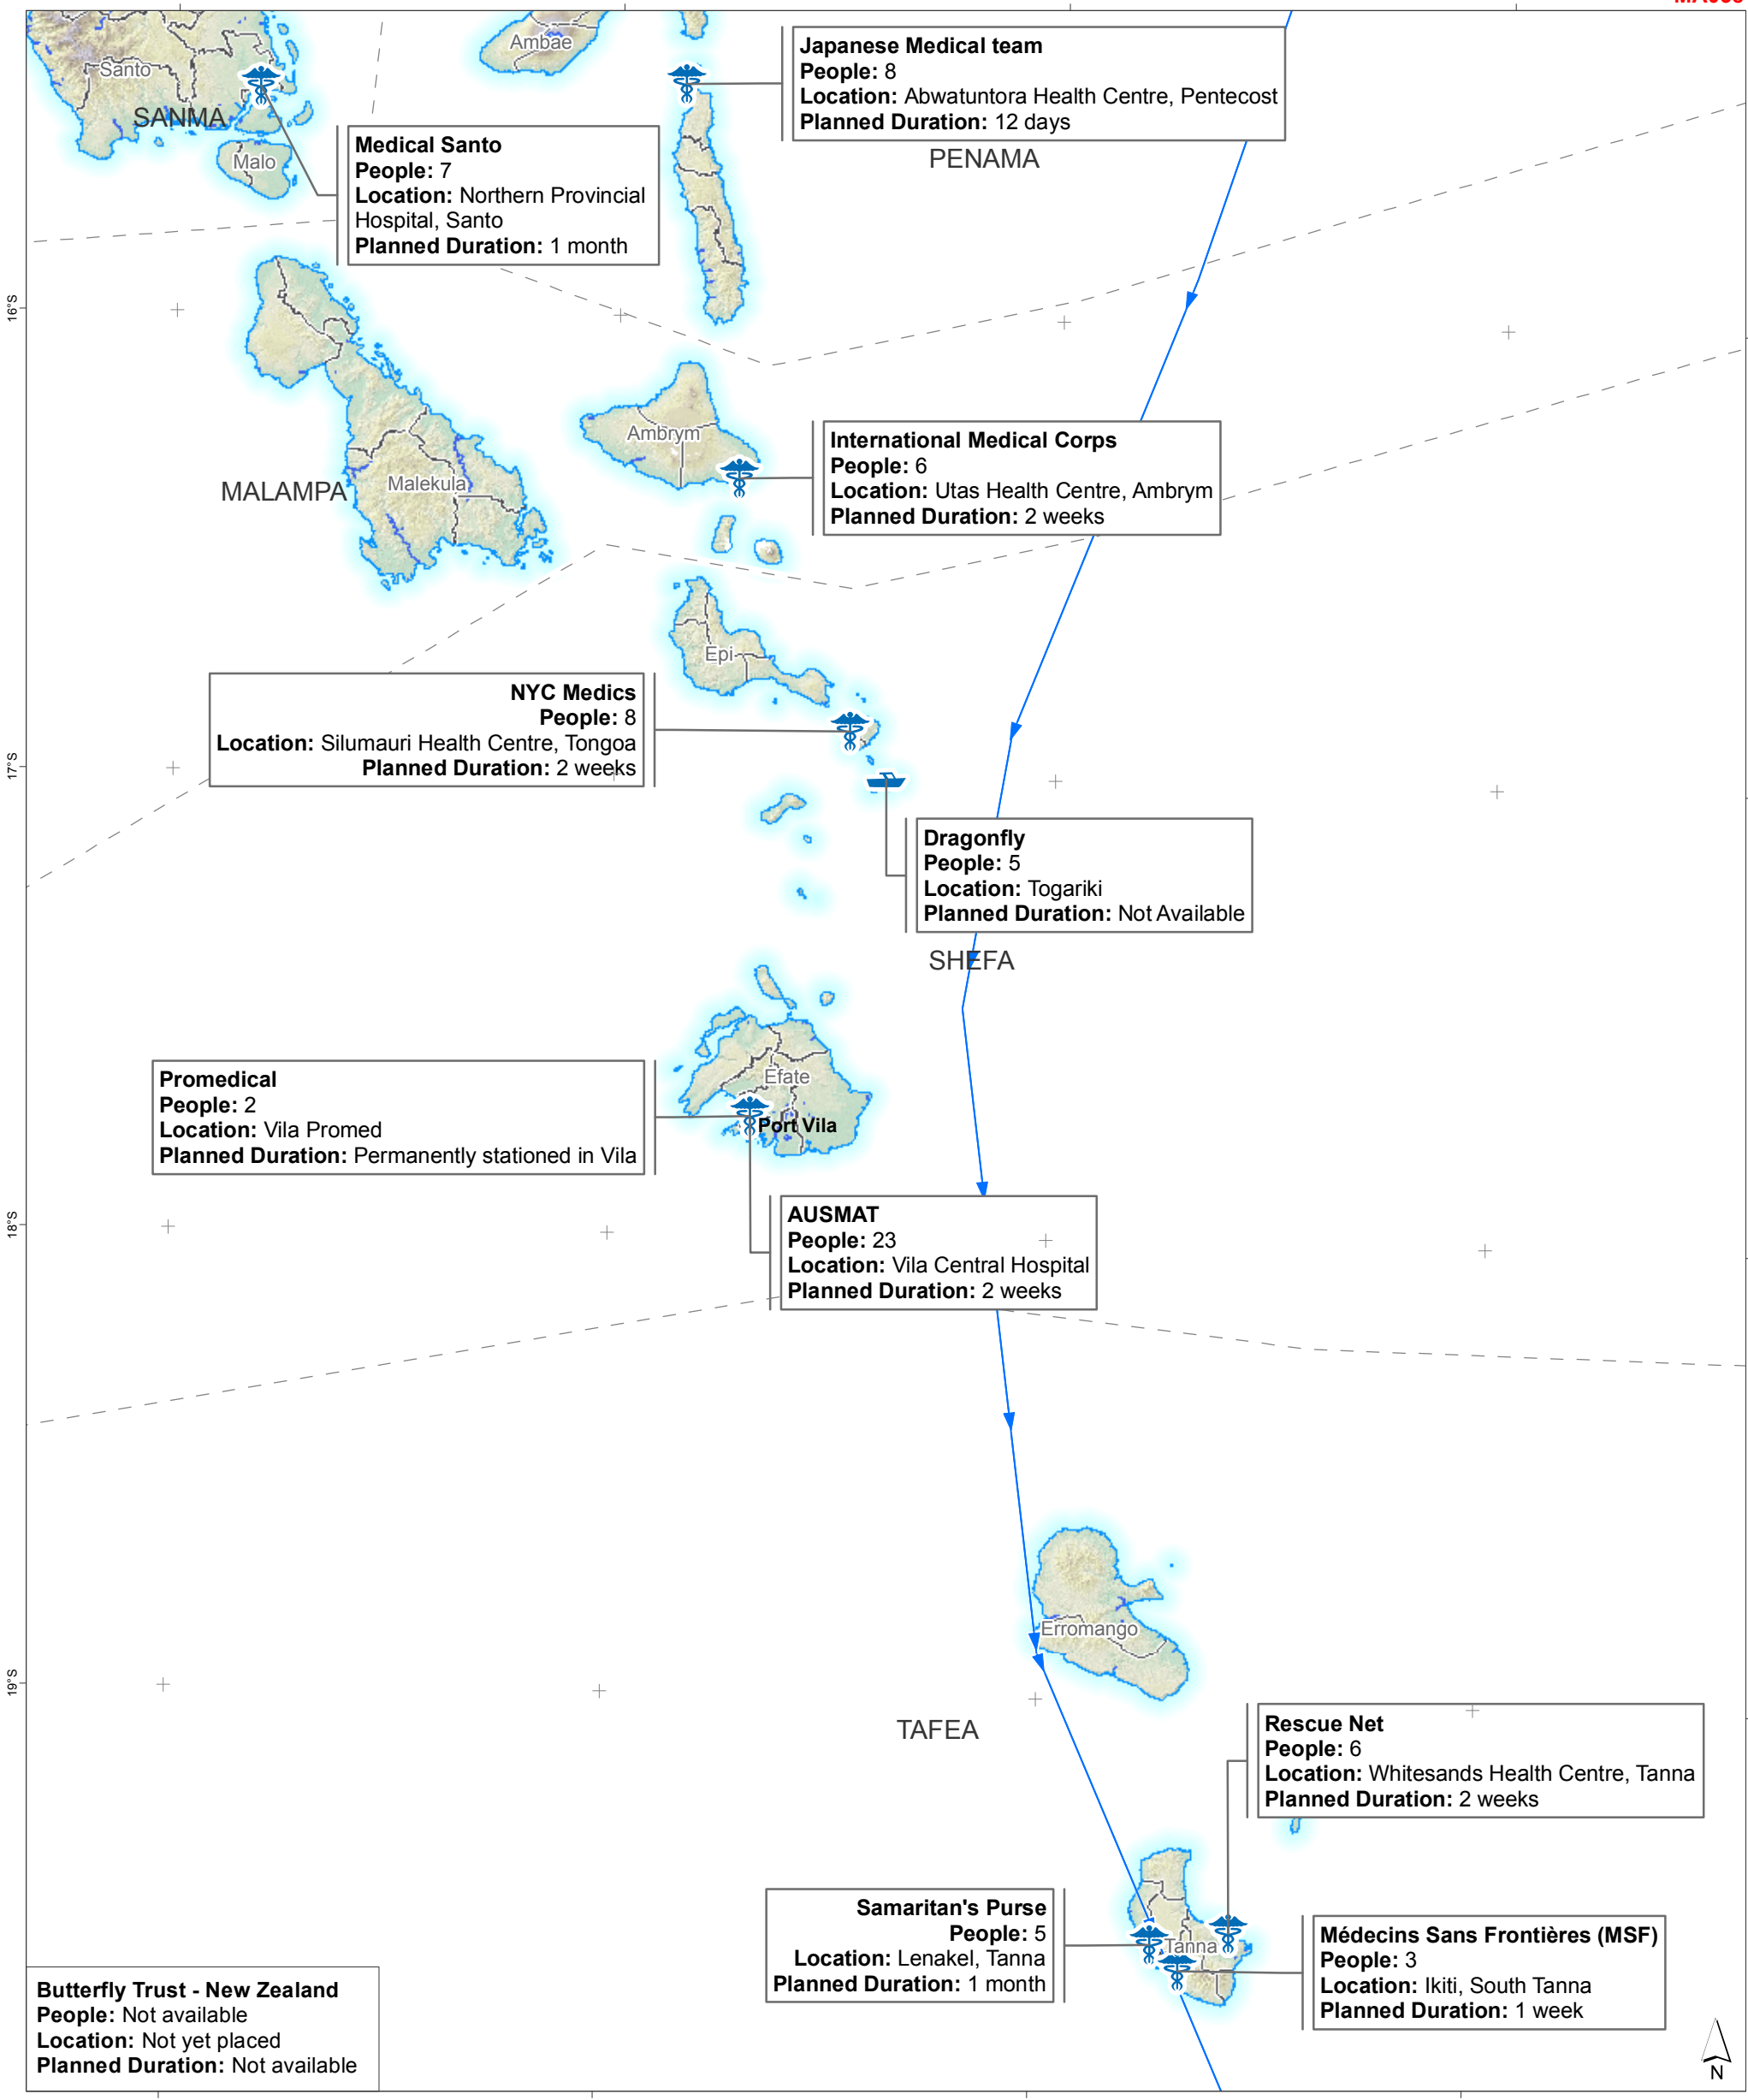 Santo
SANMA
Malo
Ambae
Japanese Medical team
People: 8
Location: Abwatuntora Health Centre, Pentecost
Planned Duration: 12 days
PENAMA
Medical Santo
People: 7
Location: Northern Provincial
Hospital, Santo
Planned Duration: 1 month
16°S
Ambrym
International Medical Corps
People: 6
Location: Utas Health Centre, Ambrym
Planned Duration: 2 weeks
MALAMPA
Malekula
Epi
NYC Medics
People: 8
Location: Silumauri Health Centre, Tongoa
Planned Duration: 2 weeks
17°S
Dragonfly
People: 5
Location: Togariki
Planned Duration: Not Available
SHEFA
Promedical
People: 2
Location: Vila Promed
Planned Duration: Permanently stationed in Vila
Efate
Port Vila
AUSMAT
People: 23
Location: Vila Central Hospital
Planned Duration: 2 weeks
18°S
Erromango
19°S
TAFEA
Rescue Net
People: 6
Location: Whitesands Health Centre, Tanna
Planned Duration: 2 weeks
Samaritan's Purse
People: 5
Location: Lenakel, Tanna
Planned Duration: 1 month
Tanna
Médecins Sans Frontières (MSF)
People: 3
Location: Ikiti, South Tanna
Planned Duration: 1 week
Butterfly Trust - New Zealand
People: Not available
Location: Not yet placed
Planned Duration: Not available
N